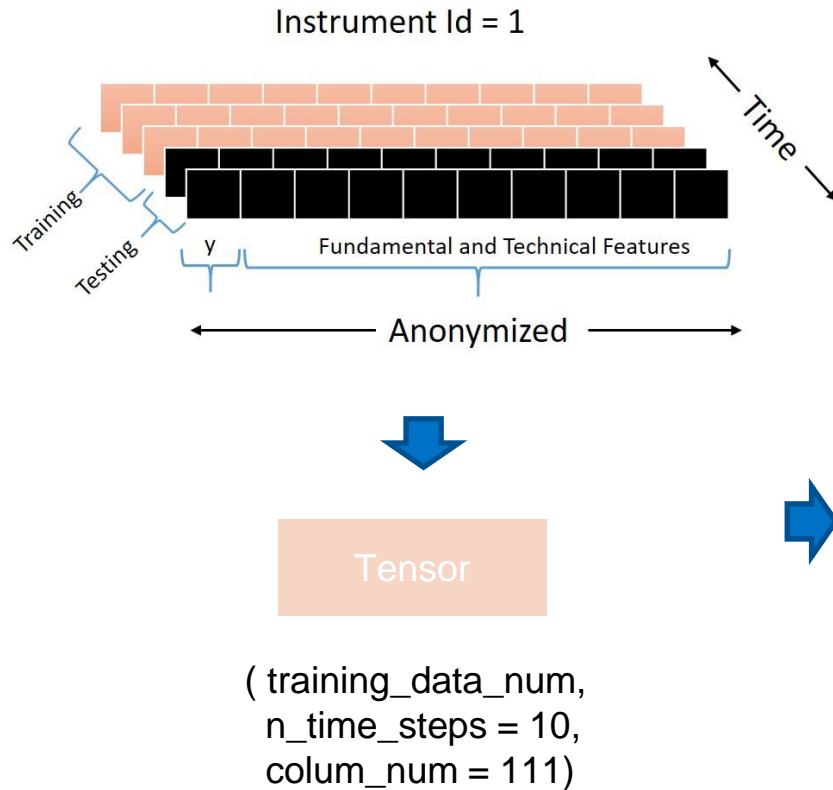 Instrument Id = 1
Time
Training
Testing
y
Fundamental and Technical Features
Anonymized
Tensor
( training_data_num,
n_time_steps = 10,
colum_num = 111)